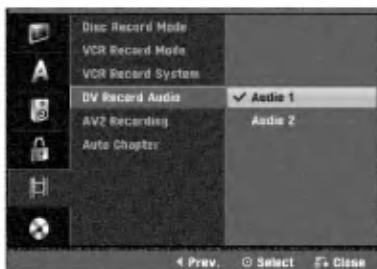 Disc Record Mode
VCR Record Mode
VCR Record System
DV Record Audio
✓ Audio 1
AV2 Recording
Audio 2
Auto Chapter
A
◀ Prev. ⊙ Select Close